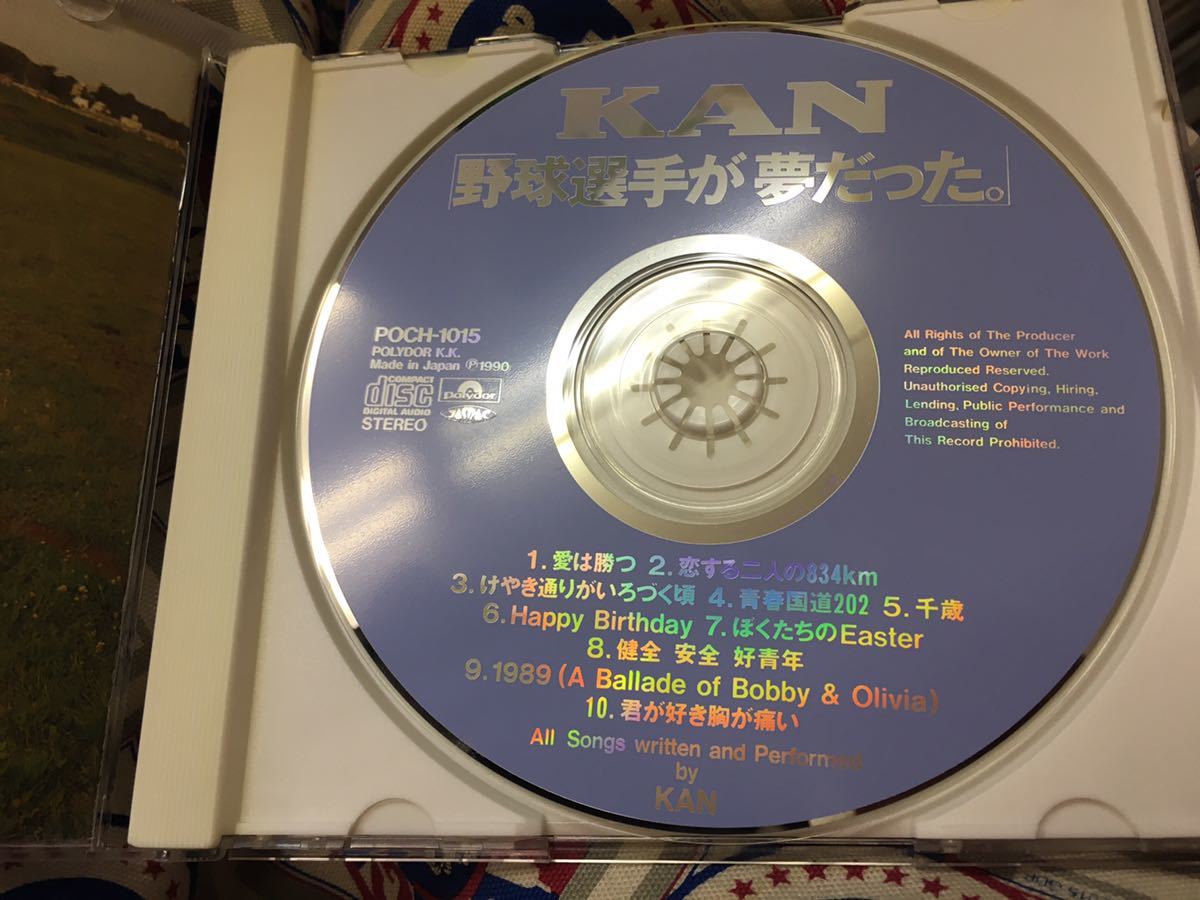 KAN
「野球選手が夢だった。」
POCH-1015
POLYDOR K.K.
Made in Japan Ⓟ1990
COMPACT
disc
DIGITAL AUDIO
Polydor
STEREO
All Rights of The Producer
and of The Owner of The Work
Reproduced Reserved.
Unauthorised Copying, Hiring,
Lending, Public Performance and
Broadcasting of
This Record Prohibited.
1.愛は勝つ 2.恋する二人の834km
3.けやき通りがいろづく頃 4.青春国道202 5.千歳
6.Happy Birthday 7.ぼくたちのEaster
8.健全 安全 好青年
9.1989 (A Ballade of Bobby & Olivia)
10.君が好き胸が痛い
All Songs written and Performed
by
KAN